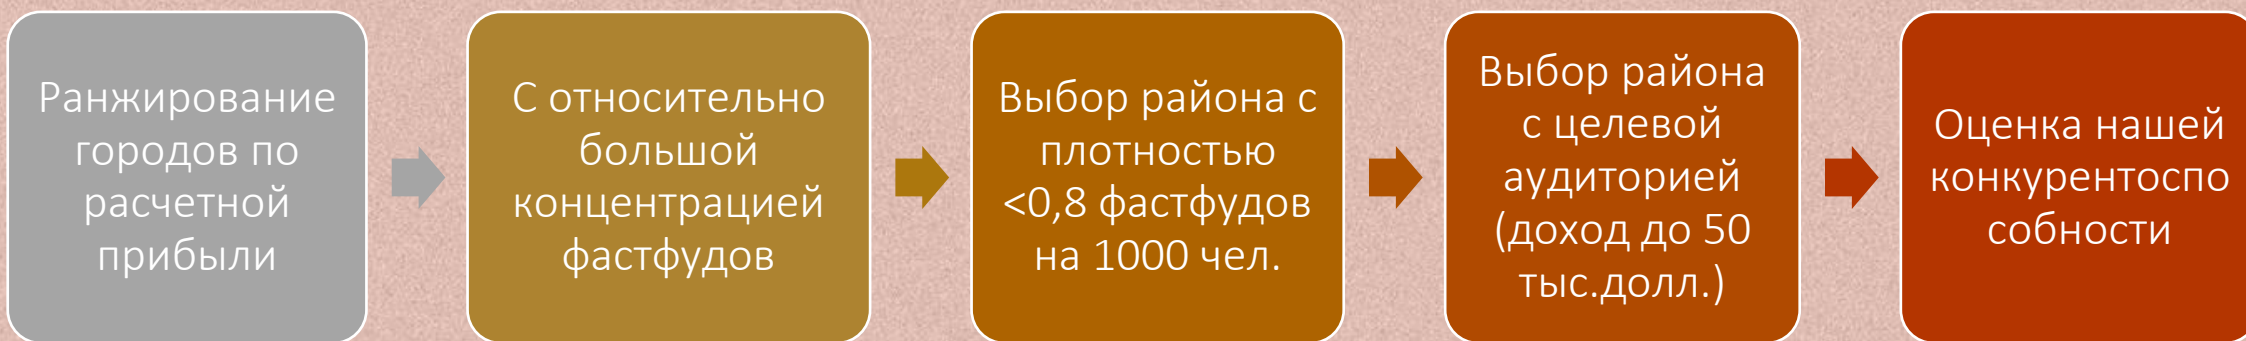 Ранжирование
городов по
расчетной
прибыли
С относительно
большой
концентрацией
фастфудов
Выбор района с
плотностью
<0,8 фастфудов
на 1000 чел.
Выбор района
с целевой
аудиторией
(доход до 50
тыс.долл.)
Оценка нашей
конкурентоспо
собности